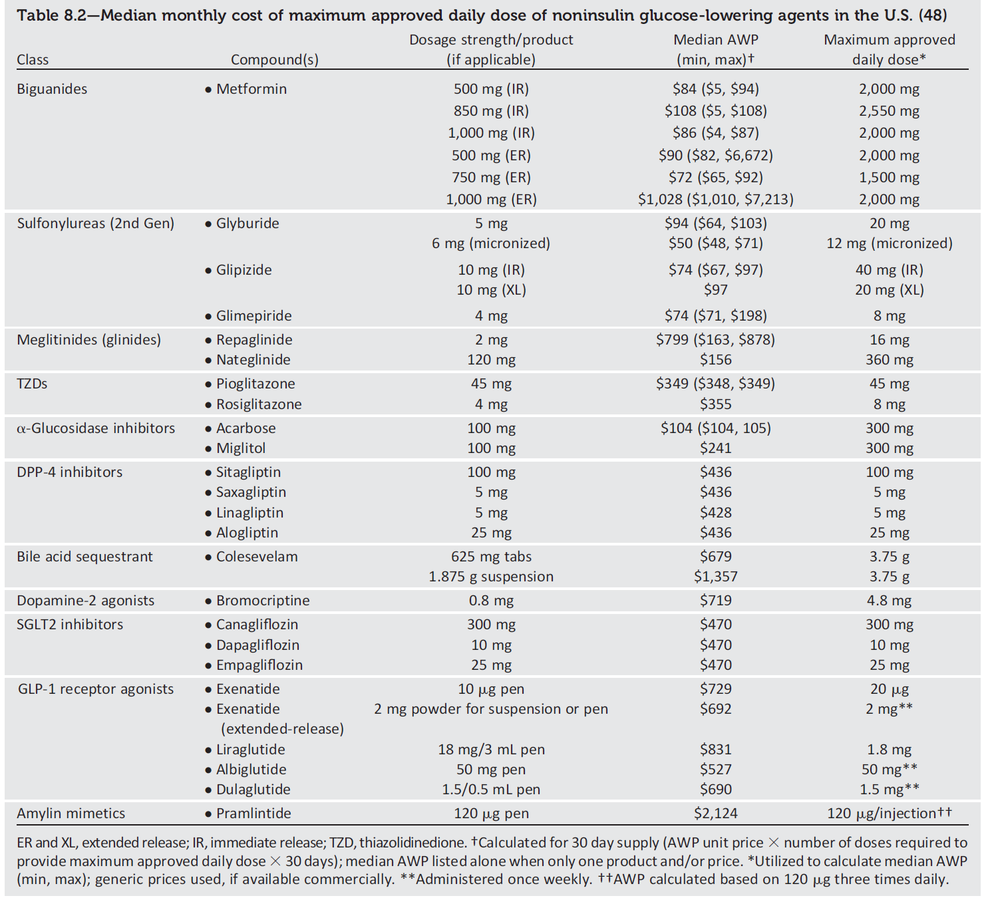 Table 8.2—Median monthly cost of maximum approved daily dose of noninsulin glucose-lowering agents in the U.S. (48)
Class Compound(s) Dosage strength/product (if applicable) Median AWP (min, max)† Maximum approved daily dose*
Biguanides • Metformin 500 mg (IR) $84 ($5, $94) 2,000 mg
850 mg (IR) $108 ($5, $108) 2,550 mg
1,000 mg (IR) $86 ($4, $87) 2,000 mg
500 mg (ER) $90 ($82, $6,672) 2,000 mg
750 mg (ER) $72 ($65, $92) 1,500 mg
1,000 mg (ER) $1,028 ($1,010, $7,213) 2,000 mg
Sulfonylureas (2nd Gen) • Glyburide 5 mg $94 ($64, $103) 20 mg
6 mg (micronized) $50 ($48, $71) 12 mg (micronized)
• Glipizide 10 mg (IR) $74 ($67, $97) 40 mg (IR)
10 mg (XL) $97 20 mg (XL)
• Glimepiride 4 mg $74 ($71, $198) 8 mg
Meglitinides (glinides) • Repaglinide 2 mg $799 ($163, $878) 16 mg
• Nateglinide 120 mg $156 360 mg
TZDs • Pioglitazone 45 mg $349 ($348, $349) 45 mg
• Rosiglitazone 4 mg $355 8 mg
α-Glucosidase inhibitors • Acarbose 100 mg $104 ($104, 105) 300 mg
• Miglitol 100 mg $241 300 mg
DPP-4 inhibitors • Sitagliptin 100 mg $436 100 mg
• Saxagliptin 5 mg $436 5 mg
• Linagliptin 5 mg $428 5 mg
• Alogliptin 25 mg $436 25 mg
Bile acid sequestrant • Colesevelam 625 mg tabs $679 3.75 g
1.875 g suspension $1,357 3.75 g
Dopamine-2 agonists • Bromocriptine 0.8 mg $719 4.8 mg
SGLT2 inhibitors • Canagliflozin 300 mg $470 300 mg
• Dapagliflozin 10 mg $470 10 mg
• Empagliflozin 25 mg $470 25 mg
GLP-1 receptor agonists • Exenatide 10 μg pen $729 20 μg
• Exenatide 2 mg powder for suspension or pen $692 2 mg**
(extended-release)
• Liraglutide 18 mg/3 mL pen $831 1.8 mg
• Albiglutide 50 mg pen $527 50 mg**
• Dulaglutide 1.5/0.5 mL pen $690 1.5 mg**
Amylin mimetics • Pramlintide 120 μg pen $2,124 120 μg/injection††
ER and XL, extended release; IR, immediate release; TZD, thiazolidinedione. †Calculated for 30 day supply (AWP unit price × number of doses required to
provide maximum approved daily dose × 30 days); median AWP listed alone when only one product and/or price. *Utilized to calculate median AWP
(min, max); generic prices used, if available commercially. **Administered once weekly. ††AWP calculated based on 120 μg three times daily.